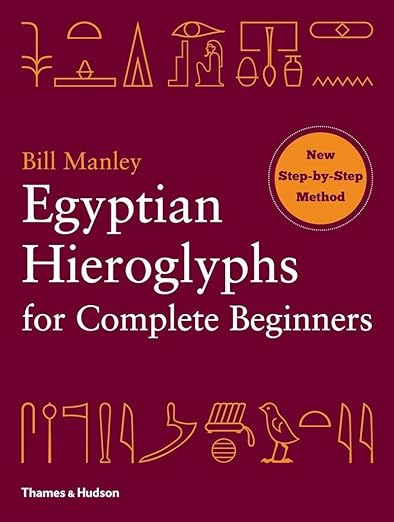 Bill Manley
New
Step-by-Step
Method
Egyptian
Hieroglyphs
for Complete Beginners
Thames & Hudson